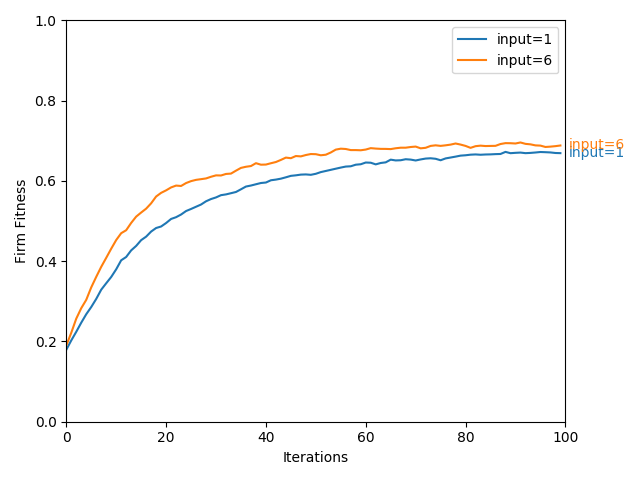 1.0
0.8
0.6
0.4
0.2
0.0
Firm Fitness
0 20 40 60 80 100
Iterations
input=1
input=6
input=6
input=1